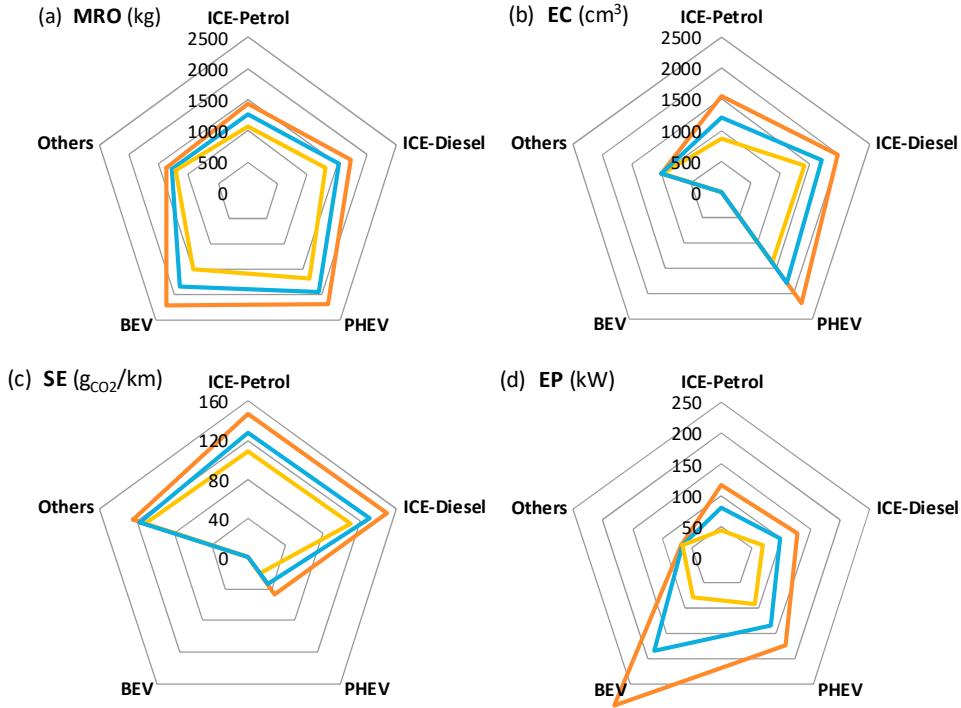 (a) MRO (kg)
ICE-Petrol
2500
2000
1500
1000
500
0
Others
ICE-Diesel
BEV
PHEV
(b) EC (cm³)
ICE-Petrol
2500
2000
1500
1000
500
0
Others
ICE-Diesel
BEV
PHEV
(c) SE (gCO2/km)
ICE-Petrol
160
120
80
40
0
Others
ICE-Diesel
BEV
PHEV
(d) EP (kW)
ICE-Petrol
250
200
150
100
50
0
Others
ICE-Diesel
BEV
PHEV